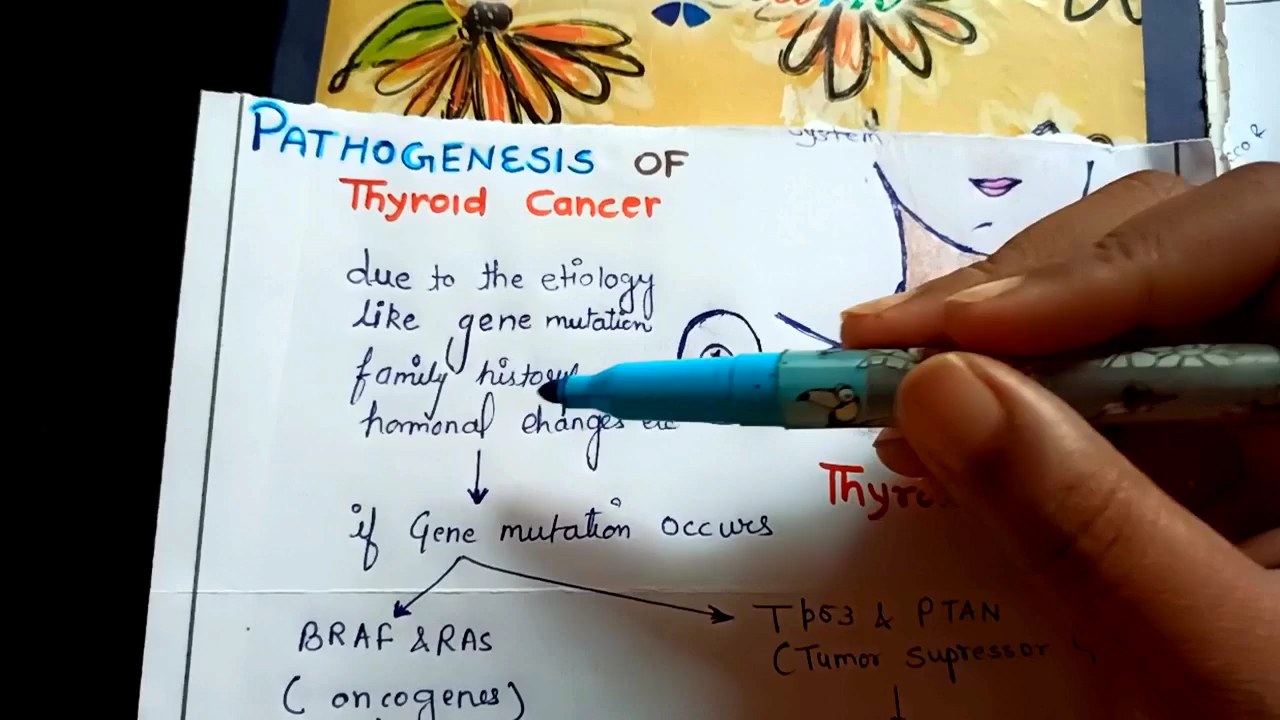 system
PATHOGENESIS OF
Thyroid Cancer
due to the etiology
like gene mutation
family history
hormonal changes etc
if Gene mutation occurs
BRAF & RAS
(oncogenes)
Tp53 & PTAN
(Tumor supressor